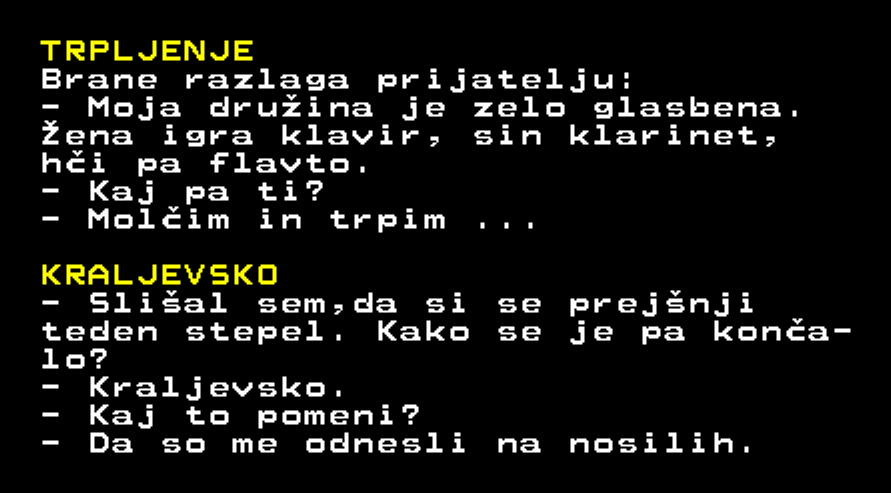 TRPLJENJE
Brane razlaga prijatelju:
- Moja družina je zelo glasbena.
Žena igra klavir, sin klarinet,
hči pa flavto.
- Kaj pa ti?
- Molčim in trpim ...
KRALJEVSKO
- Slišal sem,da si se prejšnji
teden stepel. Kako se je pa konča-
lo?
- Kraljevsko.
- Kaj to pomeni?
- Da so me odnesli na nosilih.